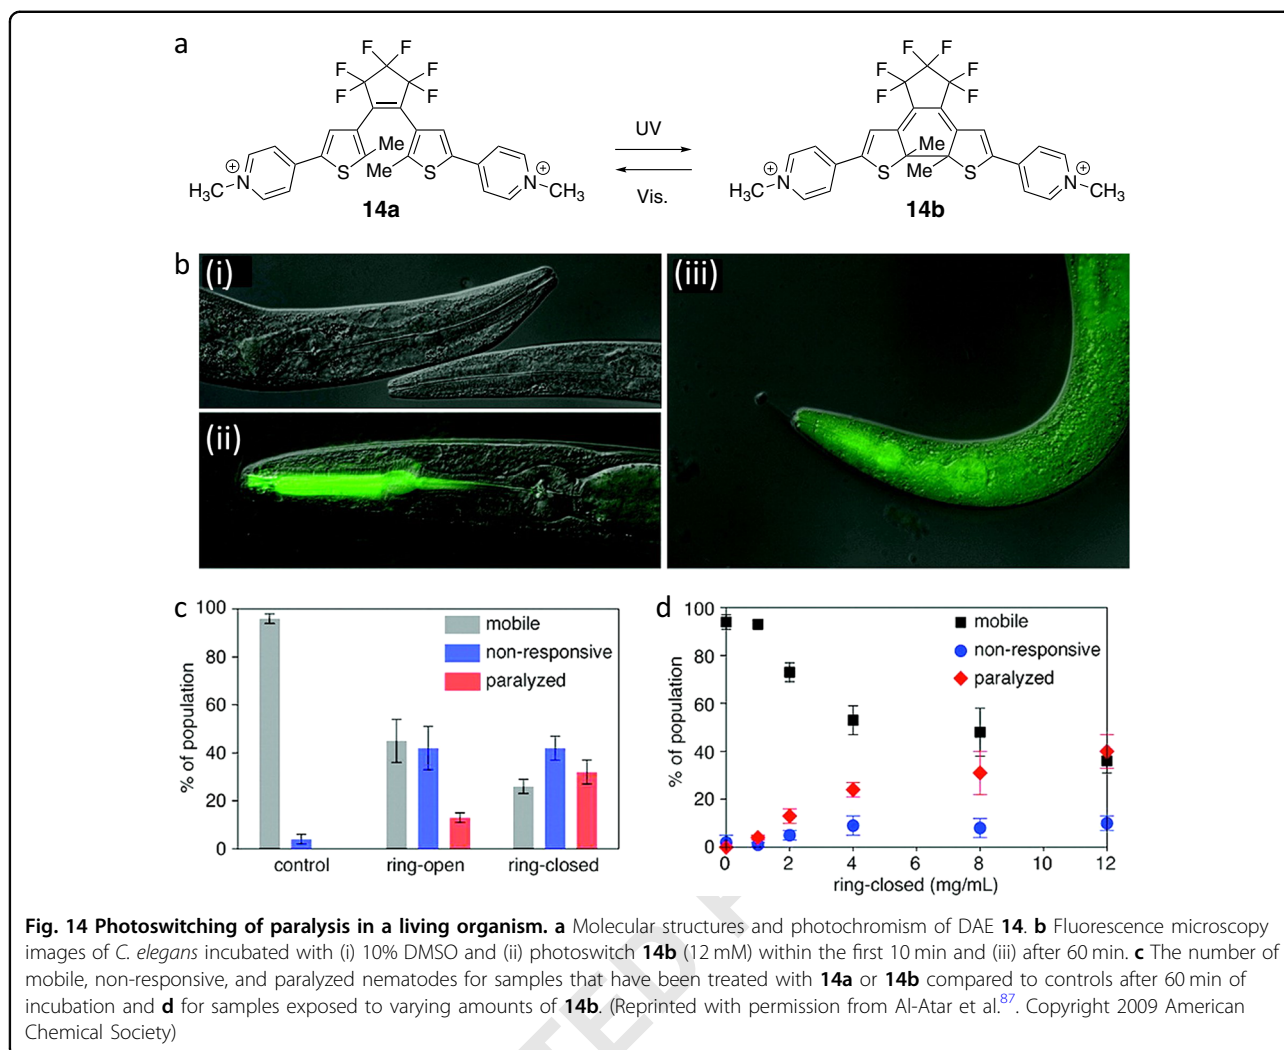 a
F F F F F F
UV
Vis.
Me Me S S
H₃C N⊕ N⊕ CH₃
14a
F F F F F F
Me Me S S
H₃C N⊕ N⊕ CH₃
14b
b (i)
(ii)
(iii)
c
100
80
60
40
20
0
% of population
mobile
non-responsive
paralyzed
control ring-open ring-closed
d
100
80
60
40
20
0
% of population
mobile
non-responsive
paralyzed
0 2 4 6 8 10 12
ring-closed (mg/mL)
Fig. 14 Photoswitching of paralysis in a living organism. a Molecular structures and photochromism of DAE 14. b Fluorescence microscopy
images of C. elegans incubated with (i) 10% DMSO and (ii) photoswitch 14b (12 mM) within the first 10 min and (iii) after 60 min. c The number of
mobile, non-responsive, and paralyzed nematodes for samples that have been treated with 14a or 14b compared to controls after 60 min of
incubation and d for samples exposed to varying amounts of 14b. (Reprinted with permission from Al-Atar et al.87. Copyright 2009 American
Chemical Society)